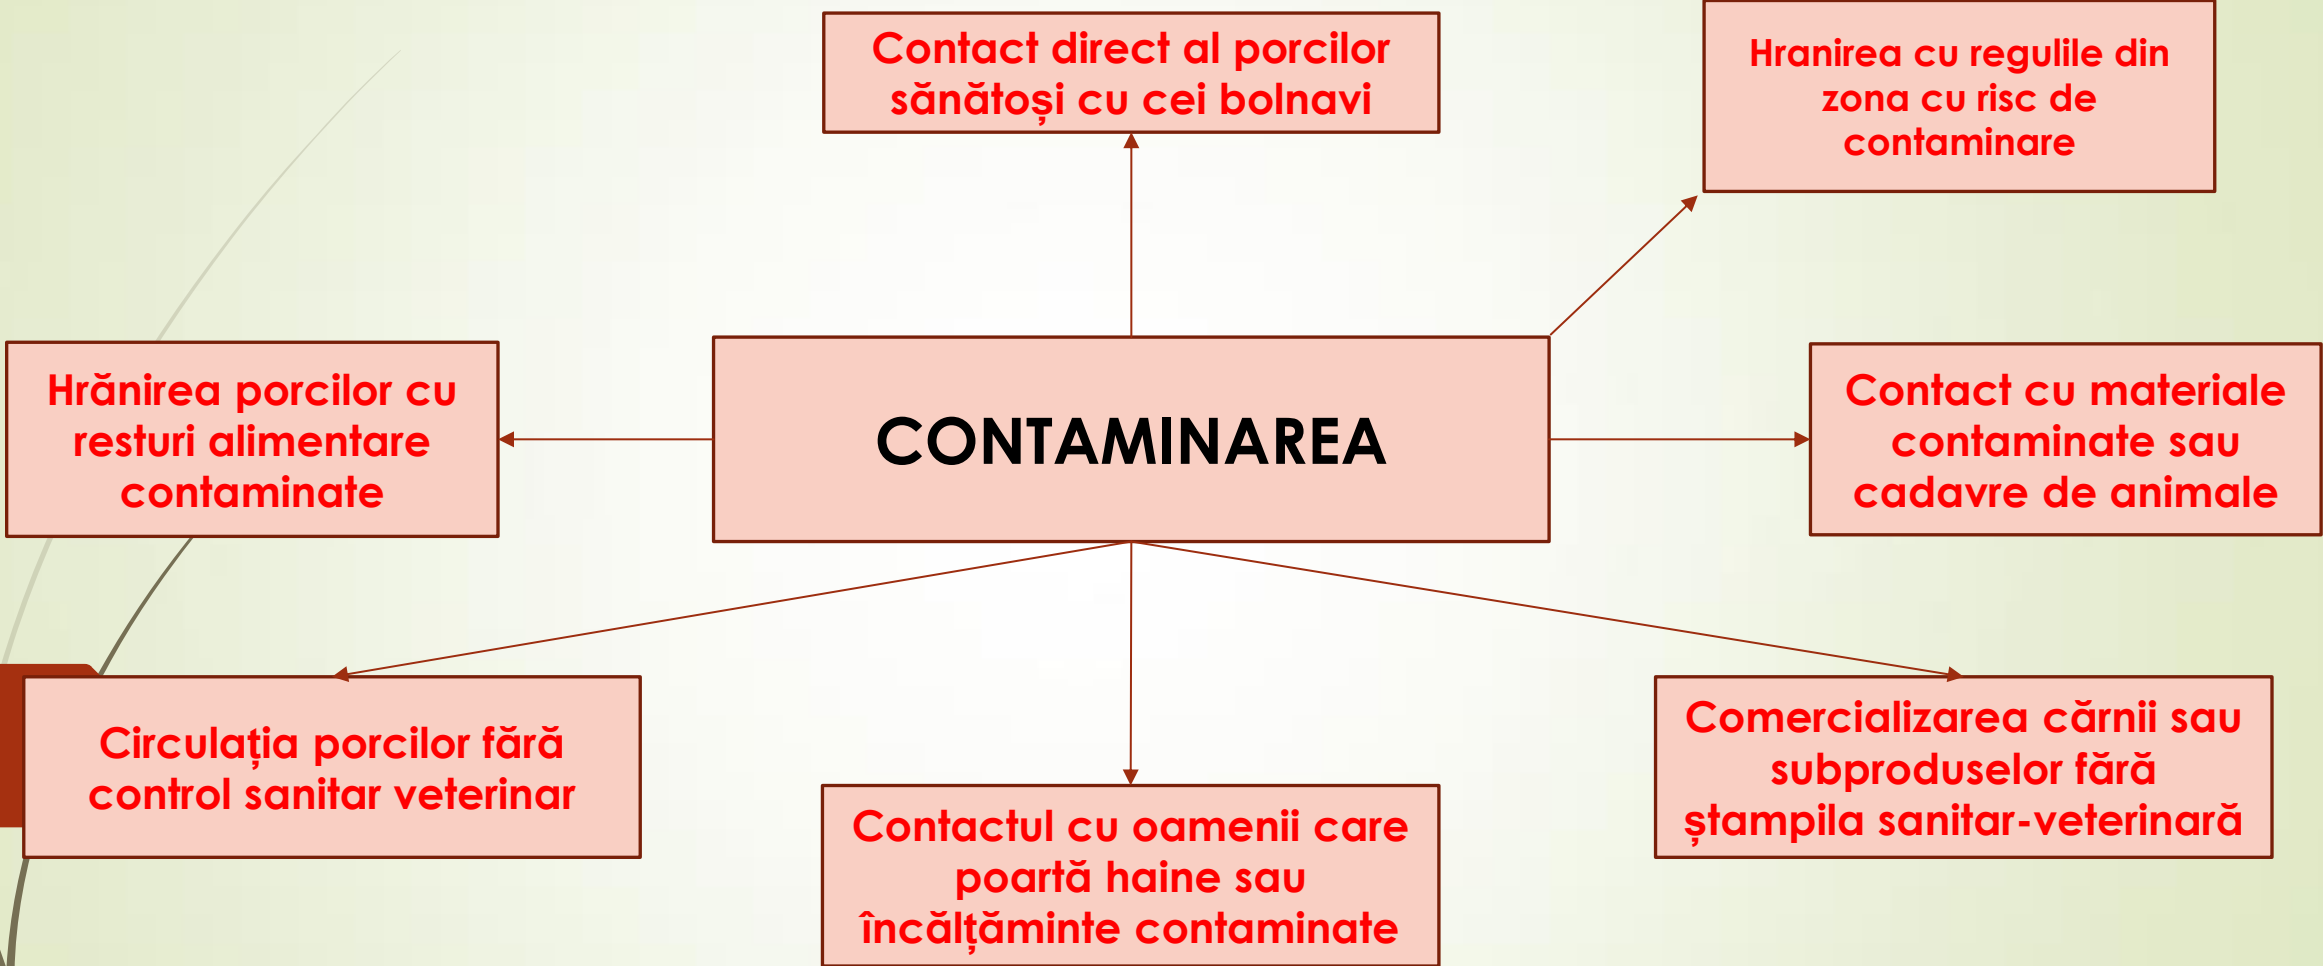 Contact direct al porcilor
sănătoși cu cei bolnavi
Hranirea cu regulile din
zona cu risc de
contaminare
Hrănirea porcilor cu
resturi alimentare
contaminate
CONTAMINAREA
Contact cu materiale
contaminate sau
cadavre de animale
Circulația porcilor fără
control sanitar veterinar
Contactul cu oamenii care
poartă haine sau
încălțăminte contaminate
Comercializarea cărnii sau
subproduselor fără
ștampila sanitar-veterinară